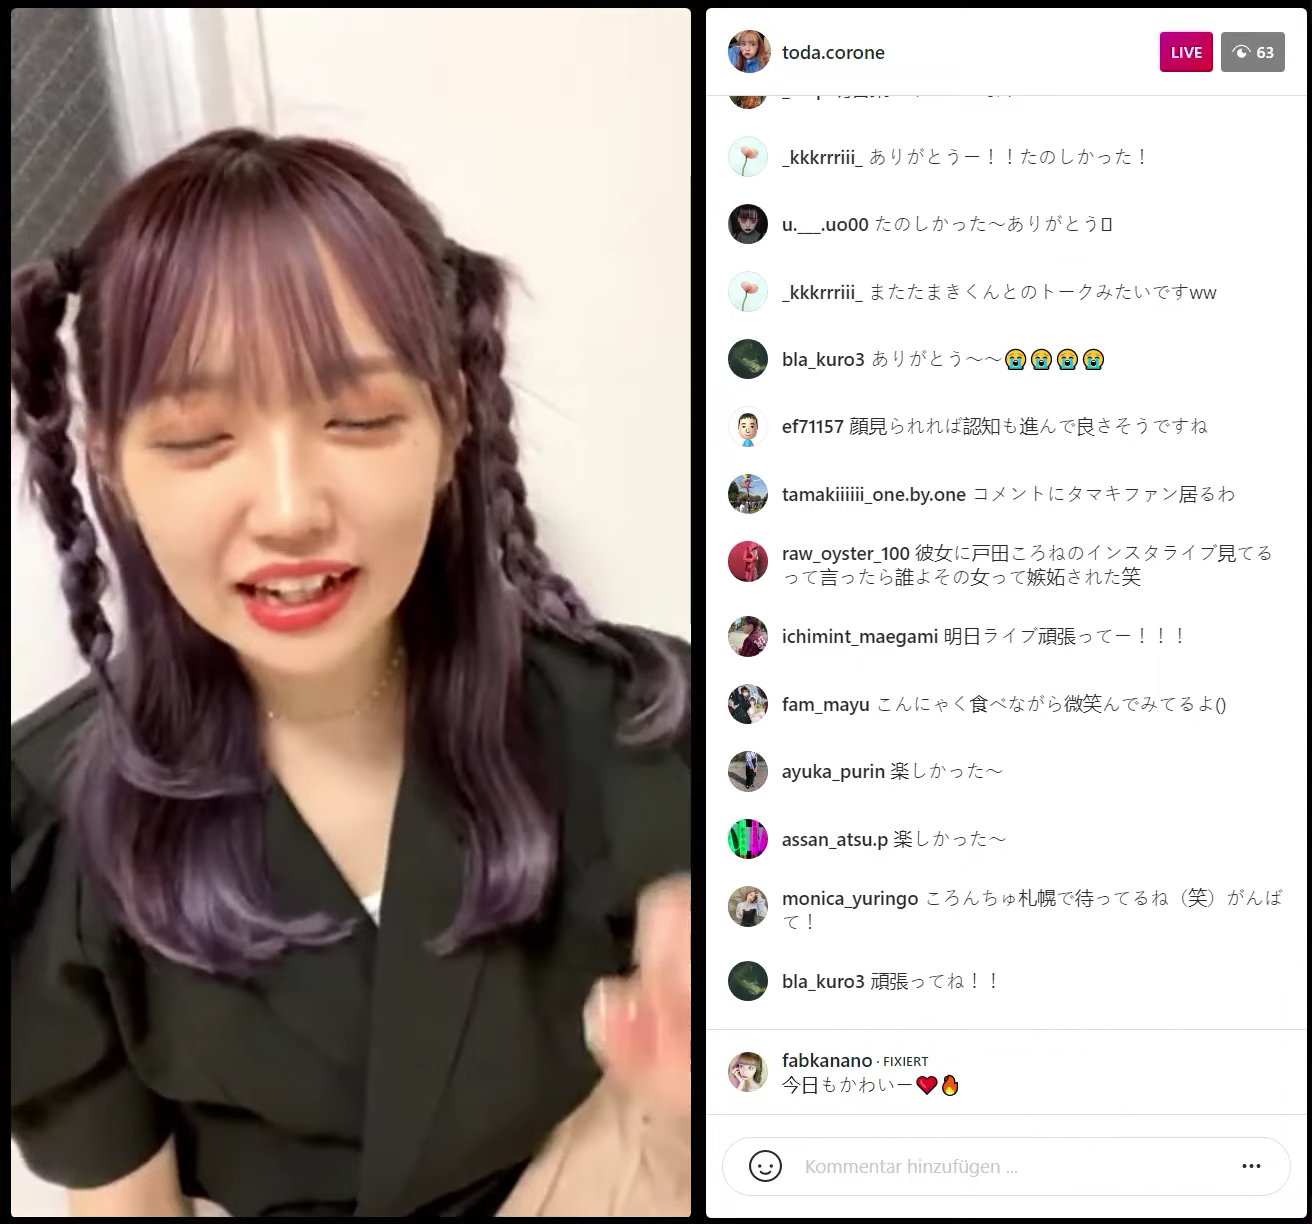 toda.corone
LIVE
63
_kkkrrriii_ ありがとうー！！たのしかった！
u.___.uo00 たのしかった〜ありがとう
_kkkrrriii_ またたまきくんとのトークみたいですww
bla_kuro3 ありがとう〜〜😭😭😭😭
ef71157 顔見られれば認知も進んで良さそうですね
tamakiiiiii_one.by.one コメントにタマキファン居るわ
raw_oyster_100 彼女に戸田ころねのインスタライブ見てる
って言ったら誰よその女って嫉妬された笑
ichimint_maegami 明日ライブ頑張ってー！！！
fam_mayu こんにゃく食べながら微笑んでみてるよ()
ayuka_purin 楽しかった〜
assan_atsu.p 楽しかった〜
monica_yuringo ころんちゅ札幌で待ってるね（笑）がんば
て！
bla_kuro3 頑張ってね！！
fabkanano · FIXIERT
今日もかわいー❤️🔥
Kommentar hinzufügen ...